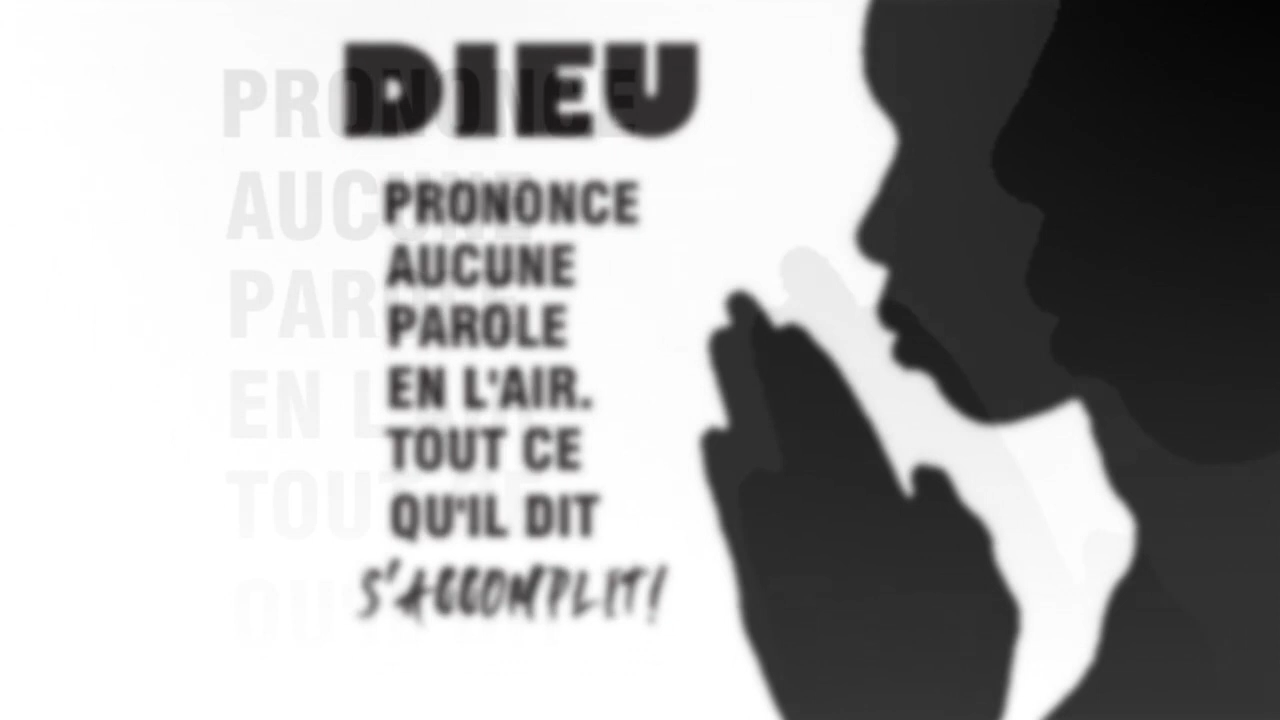 DIEU
PRONONCE
AUCUNE
PAROLE
EN L'AIR.
TOUT CE
QU'IL DIT
S'ACCOMPLIT!